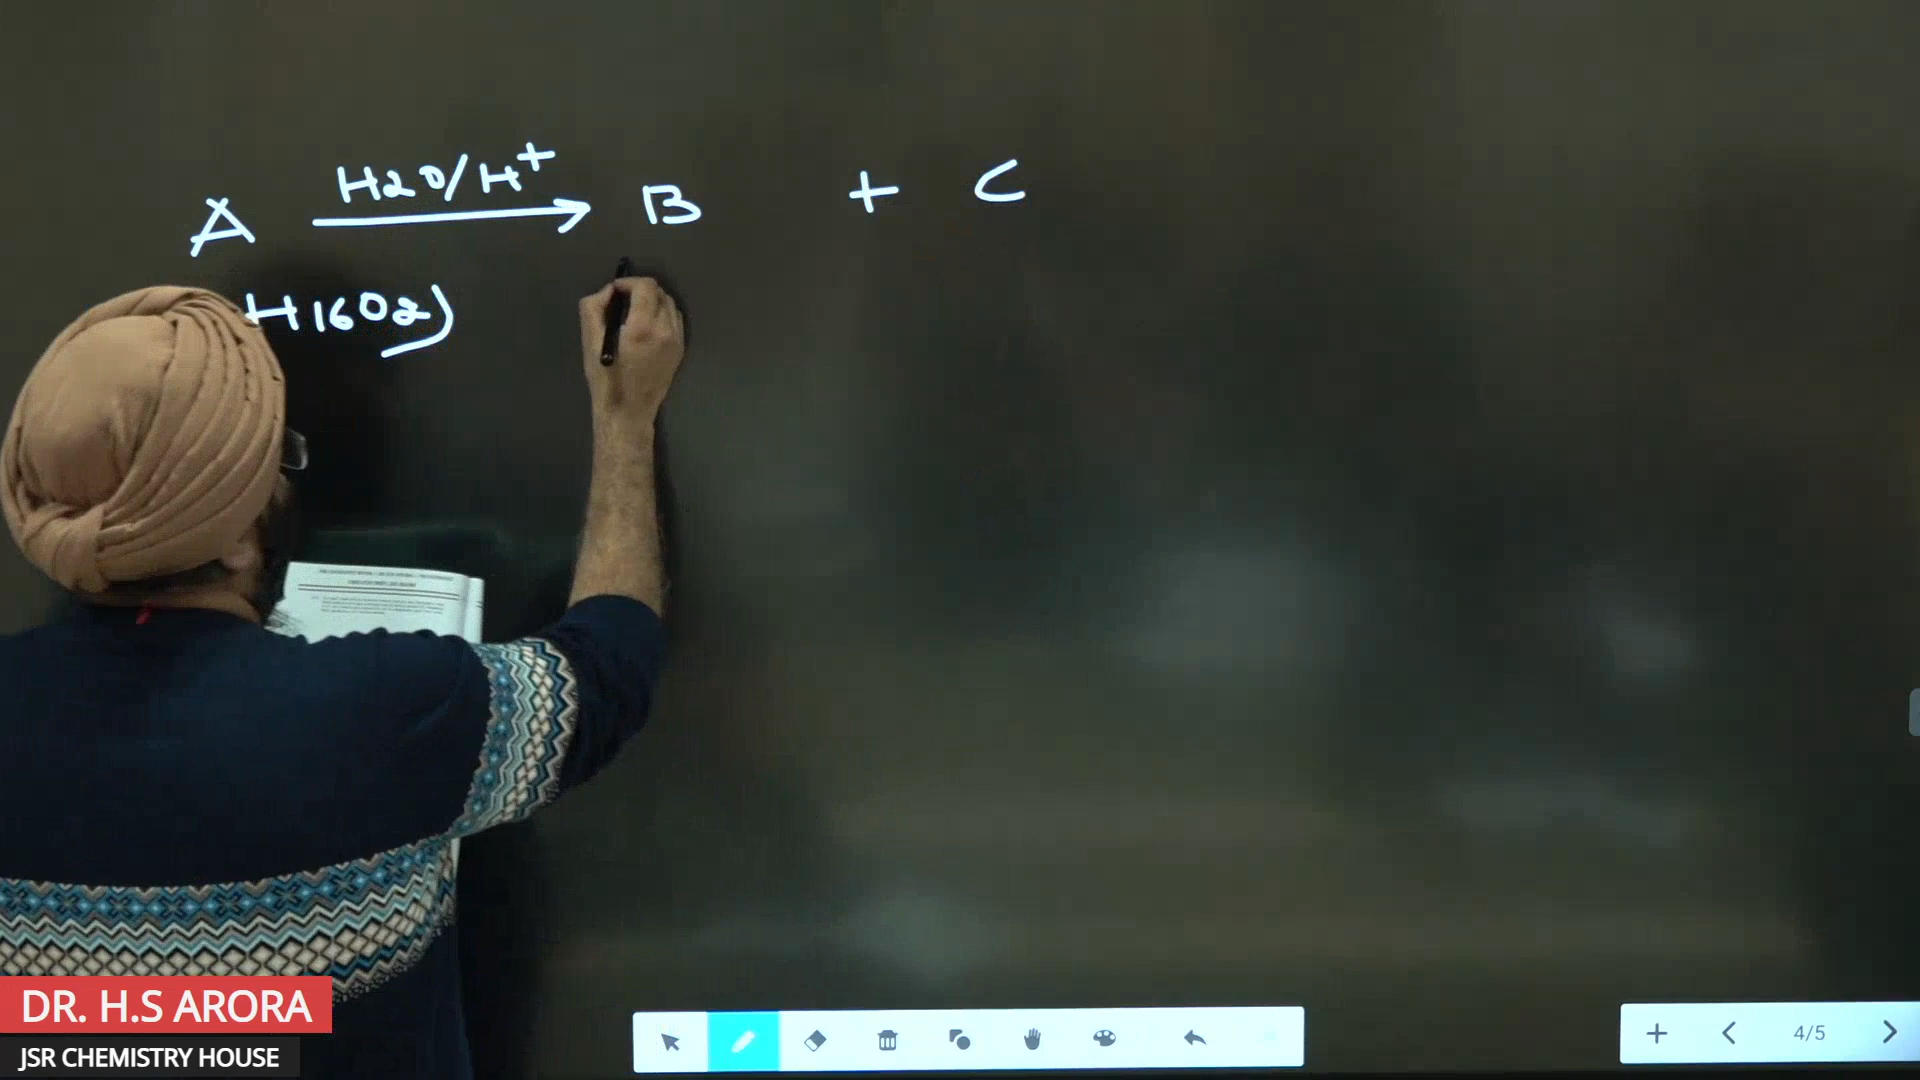 H2O/H+
A → B + C
H16O2)
DR. H.S ARORA
JSR CHEMISTRY HOUSE
4/5